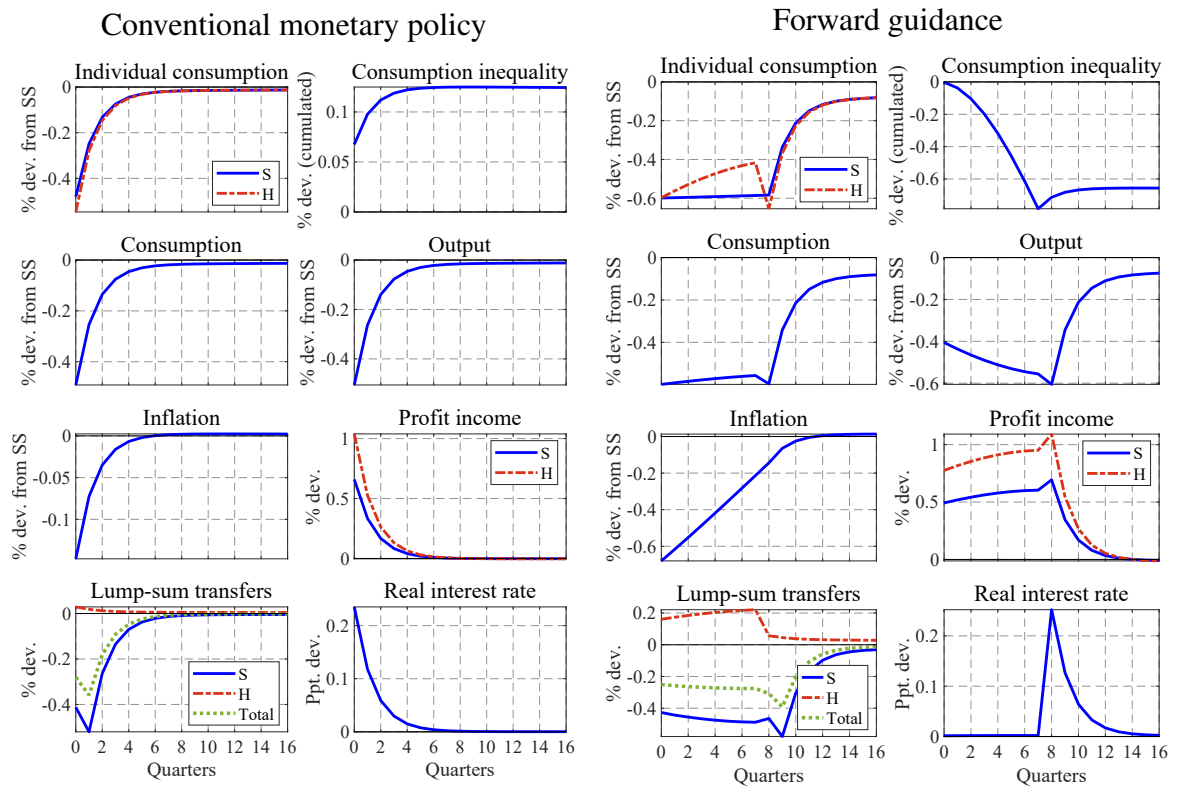 Conventional monetary policy
Forward guidance
Individual consumption
% dev. from SS
0
-0.2
-0.4
S
H
Consumption inequality
% dev. (cumulated)
0.1
0.05
0
Individual consumption
% dev. from SS
0
-0.2
-0.4
-0.6
S
H
Consumption inequality
% dev. (cumulated)
0
-0.2
-0.4
-0.6
Consumption
% dev. from SS
0
-0.2
-0.4
Output
% dev. from SS
0
-0.2
-0.4
Consumption
% dev. from SS
0
-0.2
-0.4
Output
% dev. from SS
0
-0.2
-0.4
-0.6
Inflation
% dev. from SS
0
-0.05
-0.1
Profit income
% dev.
1
0.5
0
S
H
Inflation
% dev. from SS
0
-0.2
-0.4
-0.6
Profit income
% dev.
1
0.5
0
S
H
Lump-sum transfers
% dev.
0
-0.2
-0.4
S
H
Total
0 2 4 6 8 10 12 14 16
Quarters
Real interest rate
Ppt. dev.
0.2
0.1
0
0 2 4 6 8 10 12 14 16
Quarters
Lump-sum transfers
% dev.
0.2
0
-0.2
-0.4
S
H
Total
0 2 4 6 8 10 12 14 16
Quarters
Real interest rate
Ppt. dev.
0.2
0.1
0
0 2 4 6 8 10 12 14 16
Quarters